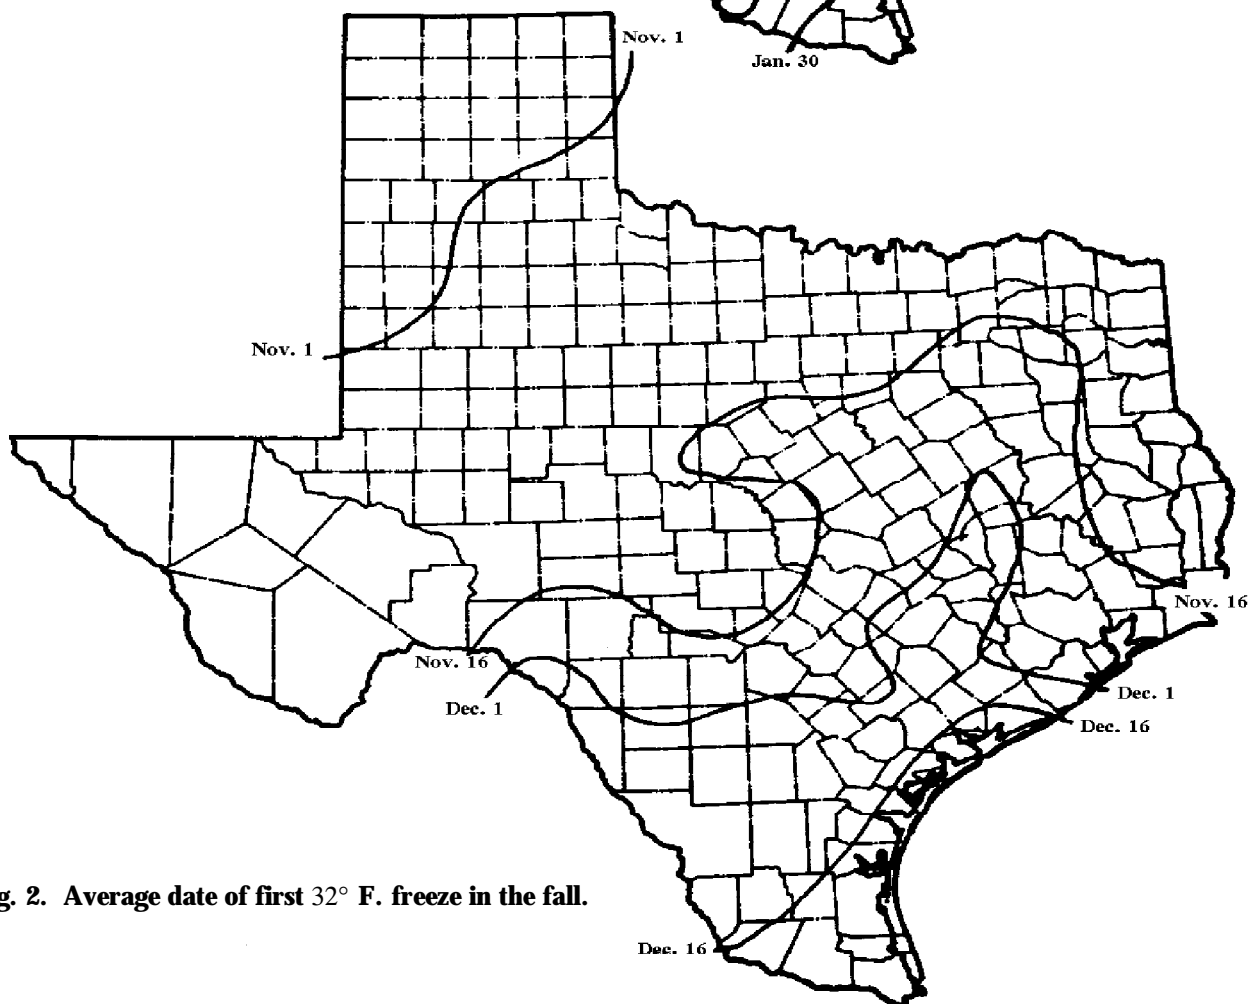 Nov. 1
Jan. 30
Nov. 1
Nov. 16
Nov. 16
Dec. 1
Dec. 1
Dec. 16
g. 2. Average date of first 32° F. freeze in the fall.
Dec. 16